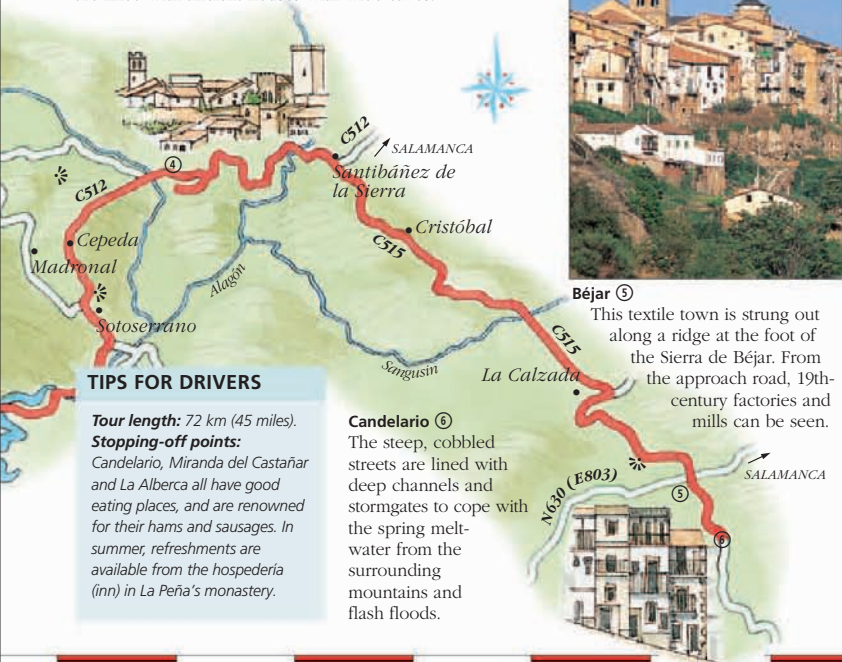 C512
SALAMANCA
④
Santibáñez de
la Sierra
C512
Cristóbal
Cepeda
C515
Madronal
Alagón
Sotoserrano
Béjar ⑤
This textile town is strung out
along a ridge at the foot of
the Sierra de Béjar. From
the approach road, 19th-
century factories and
mills can be seen.
C515
Sangusín
La Calzada
TIPS FOR DRIVERS
Tour length: 72 km (45 miles).
Stopping-off points:
Candelario, Miranda del Castañar
and La Alberca all have good
eating places, and are renowned
for their hams and sausages. In
summer, refreshments are
available from the hospedería
(inn) in La Peña's monastery.
Candelario ⑥
The steep, cobbled
streets are lined with
deep channels and
stormgates to cope with
the spring melt-
water from the
surrounding
mountains and
flash floods.
N630 (E803)
SALAMANCA
⑤
⑥